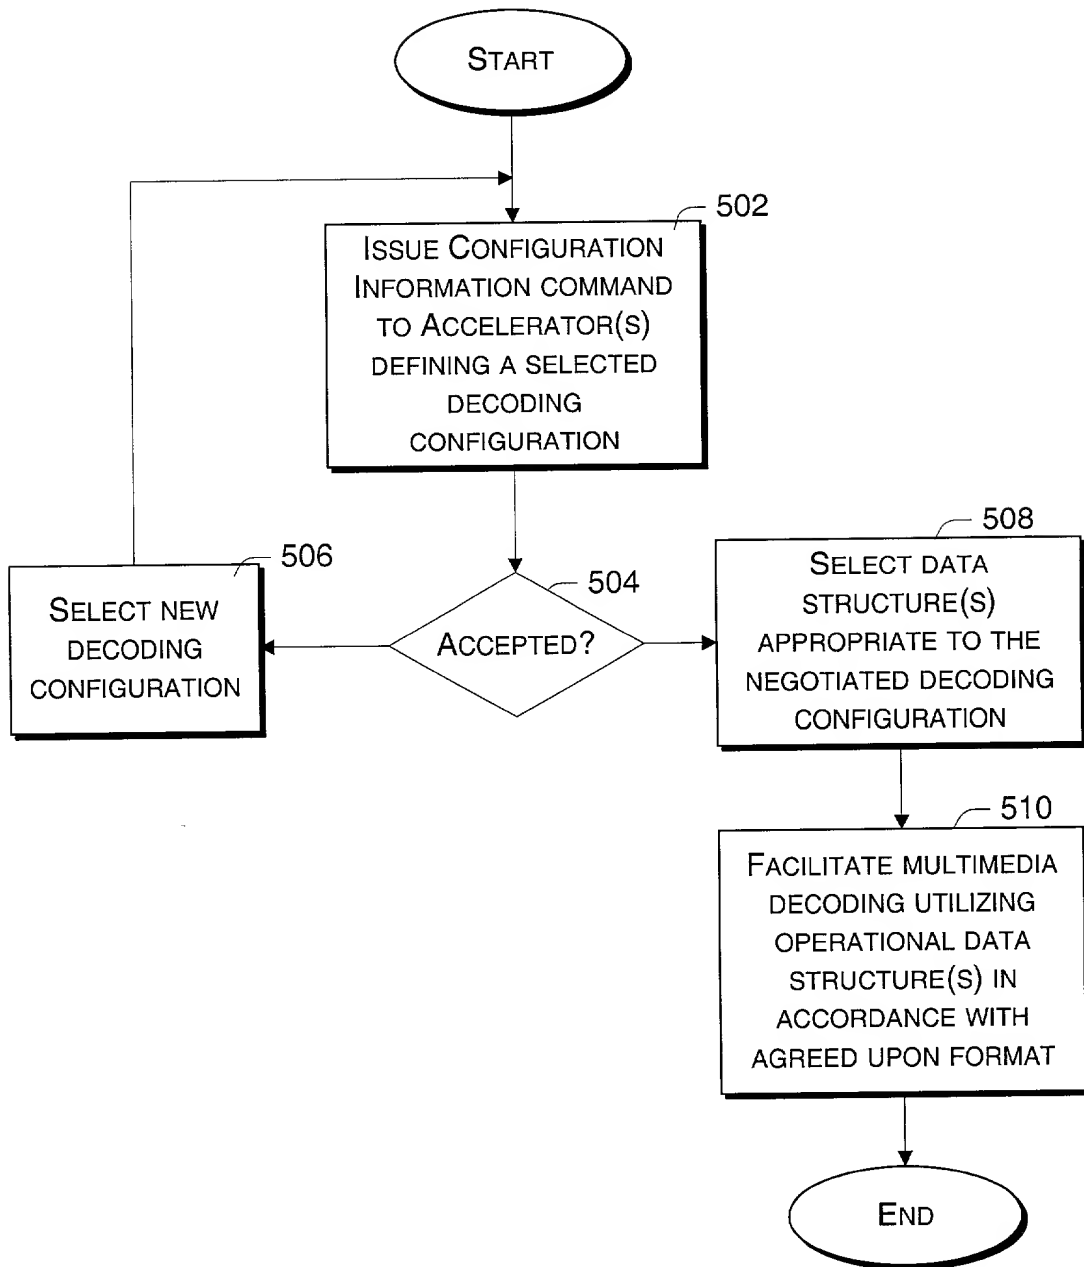 START
502
ISSUE CONFIGURATION
INFORMATION COMMAND
TO ACCELERATOR(S)
DEFINING A SELECTED
DECODING
CONFIGURATION
506
SELECT NEW
DECODING
CONFIGURATION
504
ACCEPTED?
508
SELECT DATA
STRUCTURE(S)
APPROPRIATE TO THE
NEGOTIATED DECODING
CONFIGURATION
510
FACILITATE MULTIMEDIA
DECODING UTILIZING
OPERATIONAL DATA
STRUCTURE(S) IN
ACCORDANCE WITH
AGREED UPON FORMAT
END